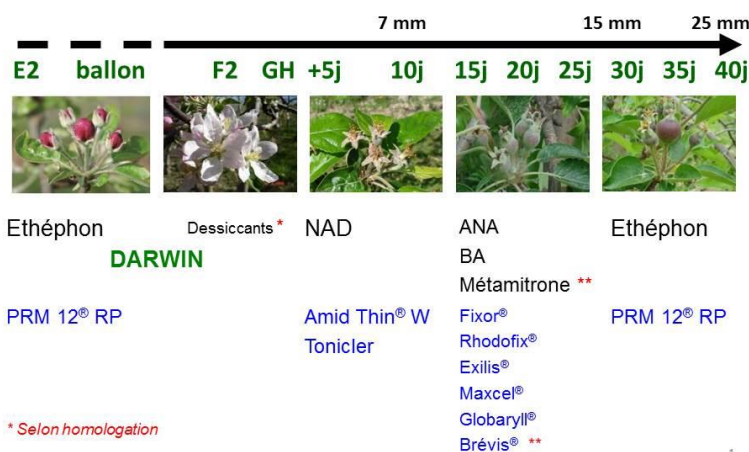 7 mm 15 mm 25 mm
E2 ballon F2 GH +5j 10j 15j 20j 25j 30j 35j 40j
Ethéphon Dessiccants * NAD ANA Ethéphon
DARWIN BA
Métamitrone **
PRM 12® RP Amid Thin® W Fixor® PRM 12® RP
Tonicler Rhodofix®
Exilis®
Maxcel®
* Selon homologation Globaryll®
Brévis® **